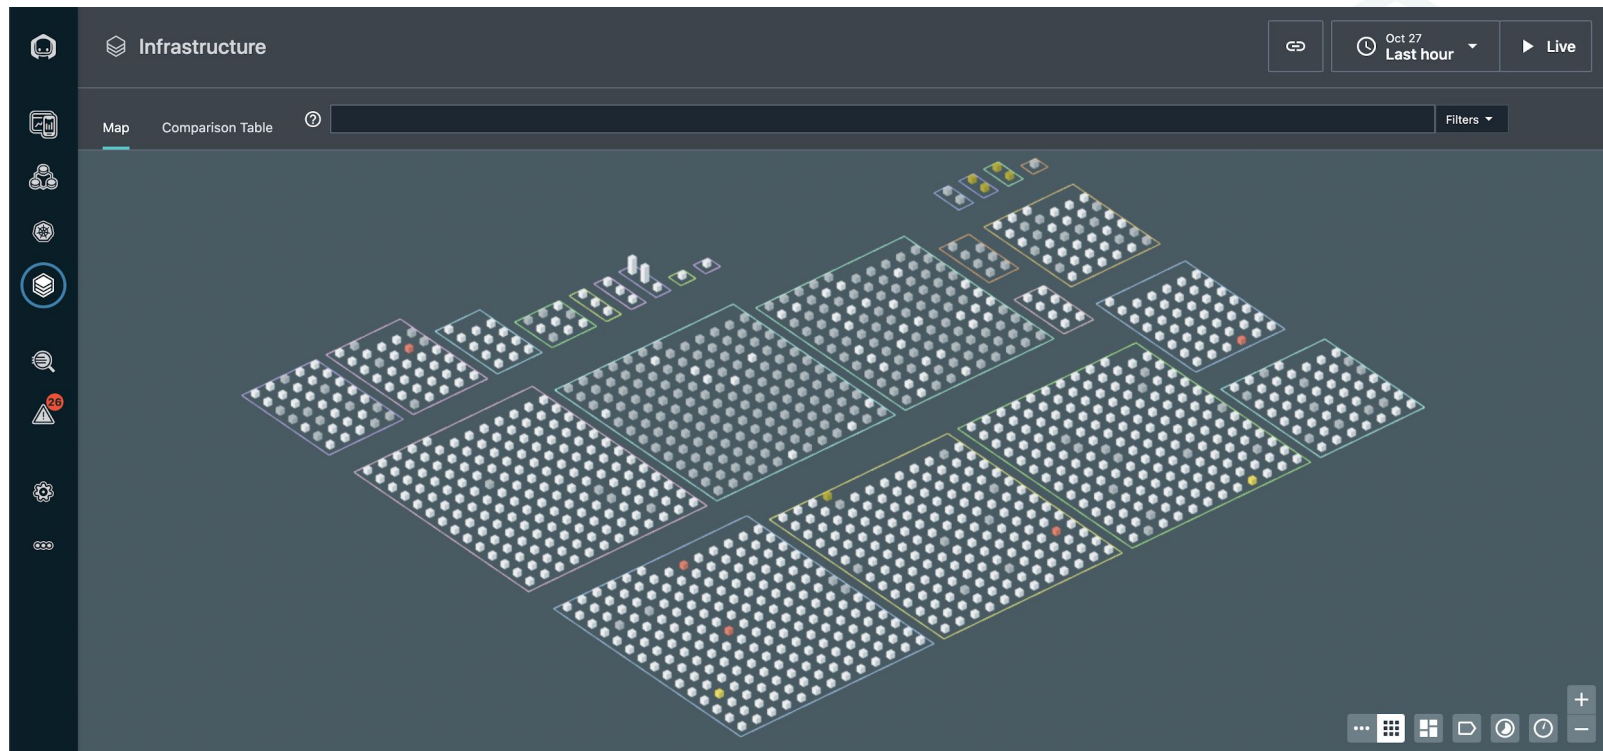 Infrastructure
Oct 27
Last hour
Live
Map
Comparison Table
Filters
26